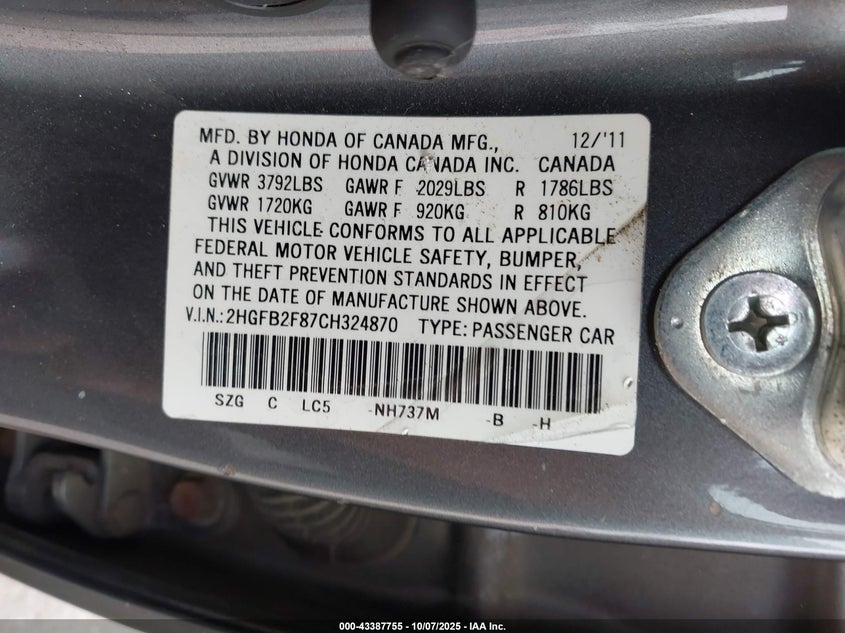 MFD. BY HONDA OF CANADA MFG., 12/'11
A DIVISION OF HONDA CANADA INC. CANADA
GVWR 3792LBS GAWR F 2029LBS R 1786LBS
GVWR 1720KG GAWR F 920KG R 810KG
THIS VEHICLE CONFORMS TO ALL APPLICABLE
FEDERAL MOTOR VEHICLE SAFETY, BUMPER,
AND THEFT PREVENTION STANDARDS IN EFFECT
ON THE DATE OF MANUFACTURE SHOWN ABOVE.
V.I.N.: 2HGFB2F87CH324870 TYPE: PASSENGER CAR
SZG C LC5 -NH737M -B -H
000-43387755 - 10/07/2025 - IAA Inc.